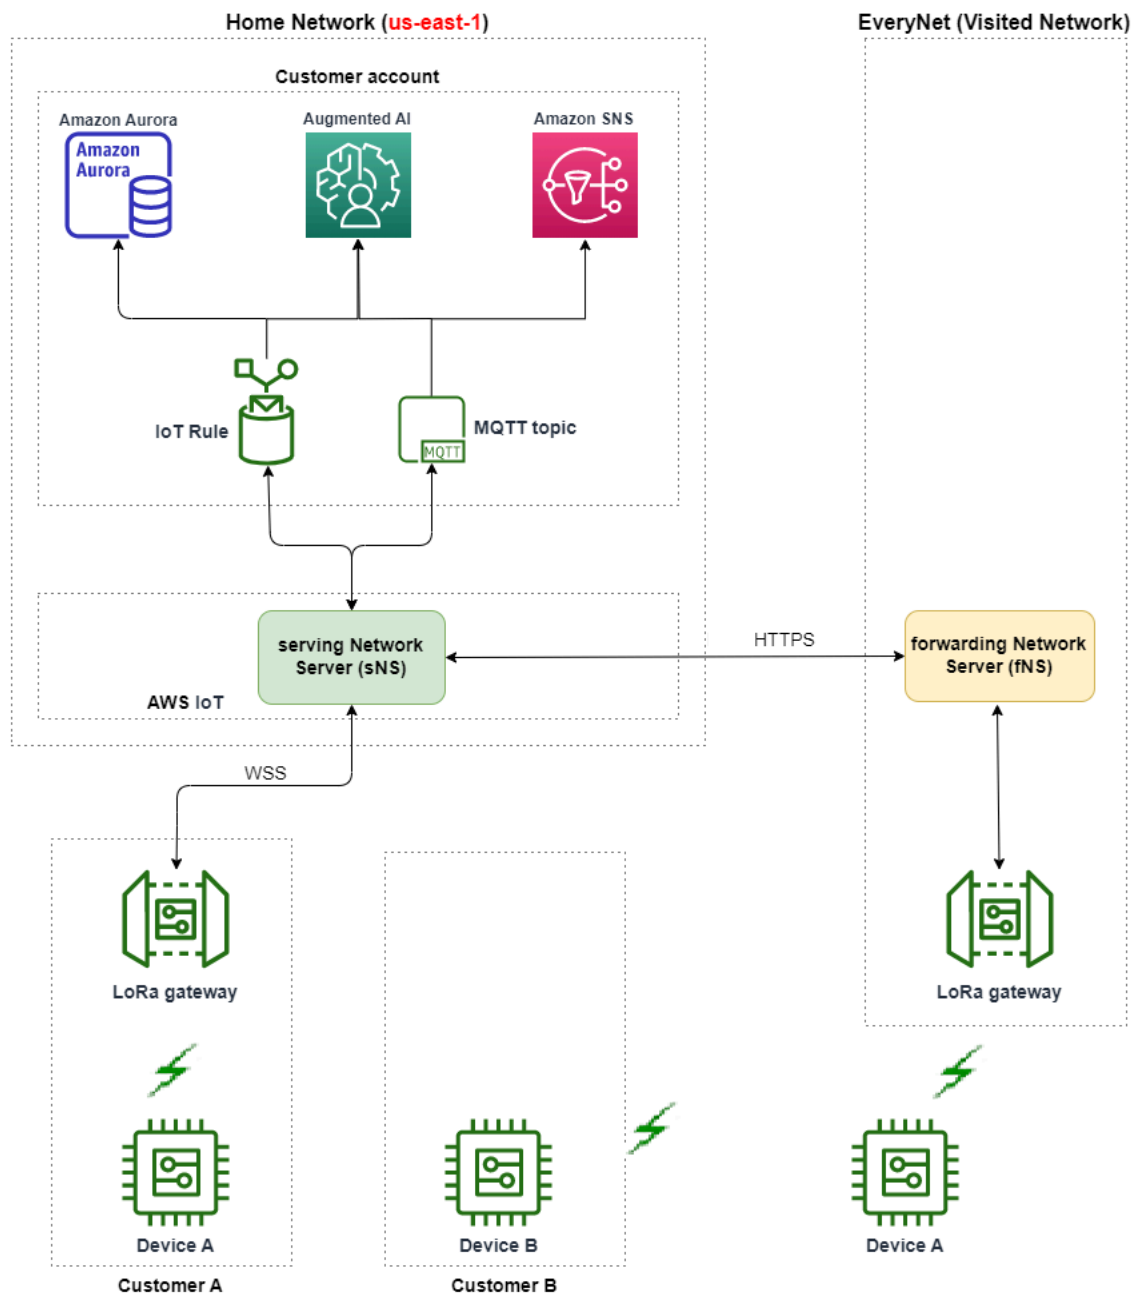 Home Network (us-east-1)
EveryNet (Visited Network)
Customer account
Amazon Aurora
Augmented AI
Amazon SNS
Amazon
Aurora
IoT Rule
MQTT topic
MQTT
serving Network
Server (sNS)
HTTPS
forwarding Network
Server (fNS)
AWS IoT
WSS
LoRa gateway
LoRa gateway
Device A
Device B
Device A
Customer A
Customer B